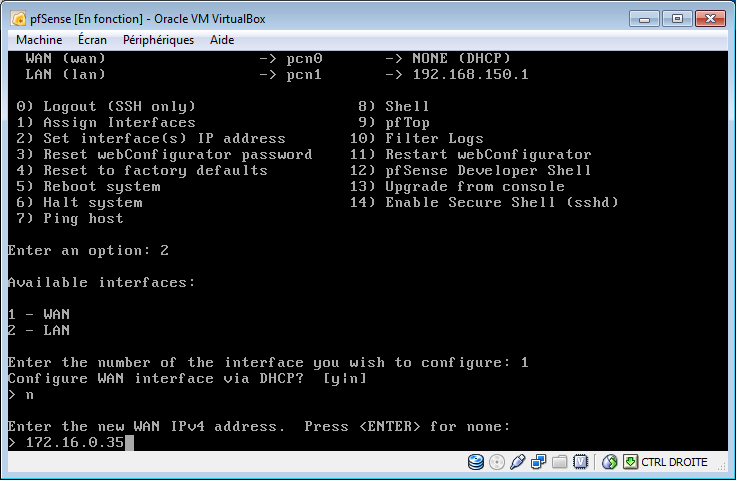 pfSense [En fonction] - Oracle VM VirtualBox
Machine Écran Périphériques Aide
WAN (wan) -> pcn0 -> NONE (DHCP)
LAN (lan) -> pcn1 -> 192.168.150.1
0) Logout (SSH only) 8) Shell
1) Assign Interfaces 9) pfTop
2) Set interface(s) IP address 10) Filter Logs
3) Reset webConfigurator password 11) Restart webConfigurator
4) Reset to factory defaults 12) pfSense Developer Shell
5) Reboot system 13) Upgrade from console
6) Halt system 14) Enable Secure Shell (sshd)
7) Ping host
Enter an option: 2
Available interfaces:
1 - WAN
2 - LAN
Enter the number of the interface you wish to configure: 1
Configure WAN interface via DHCP? [y|n]
> n
Enter the new WAN IPv4 address. Press <ENTER> for none:
> 172.16.0.35
CTRL DROITE